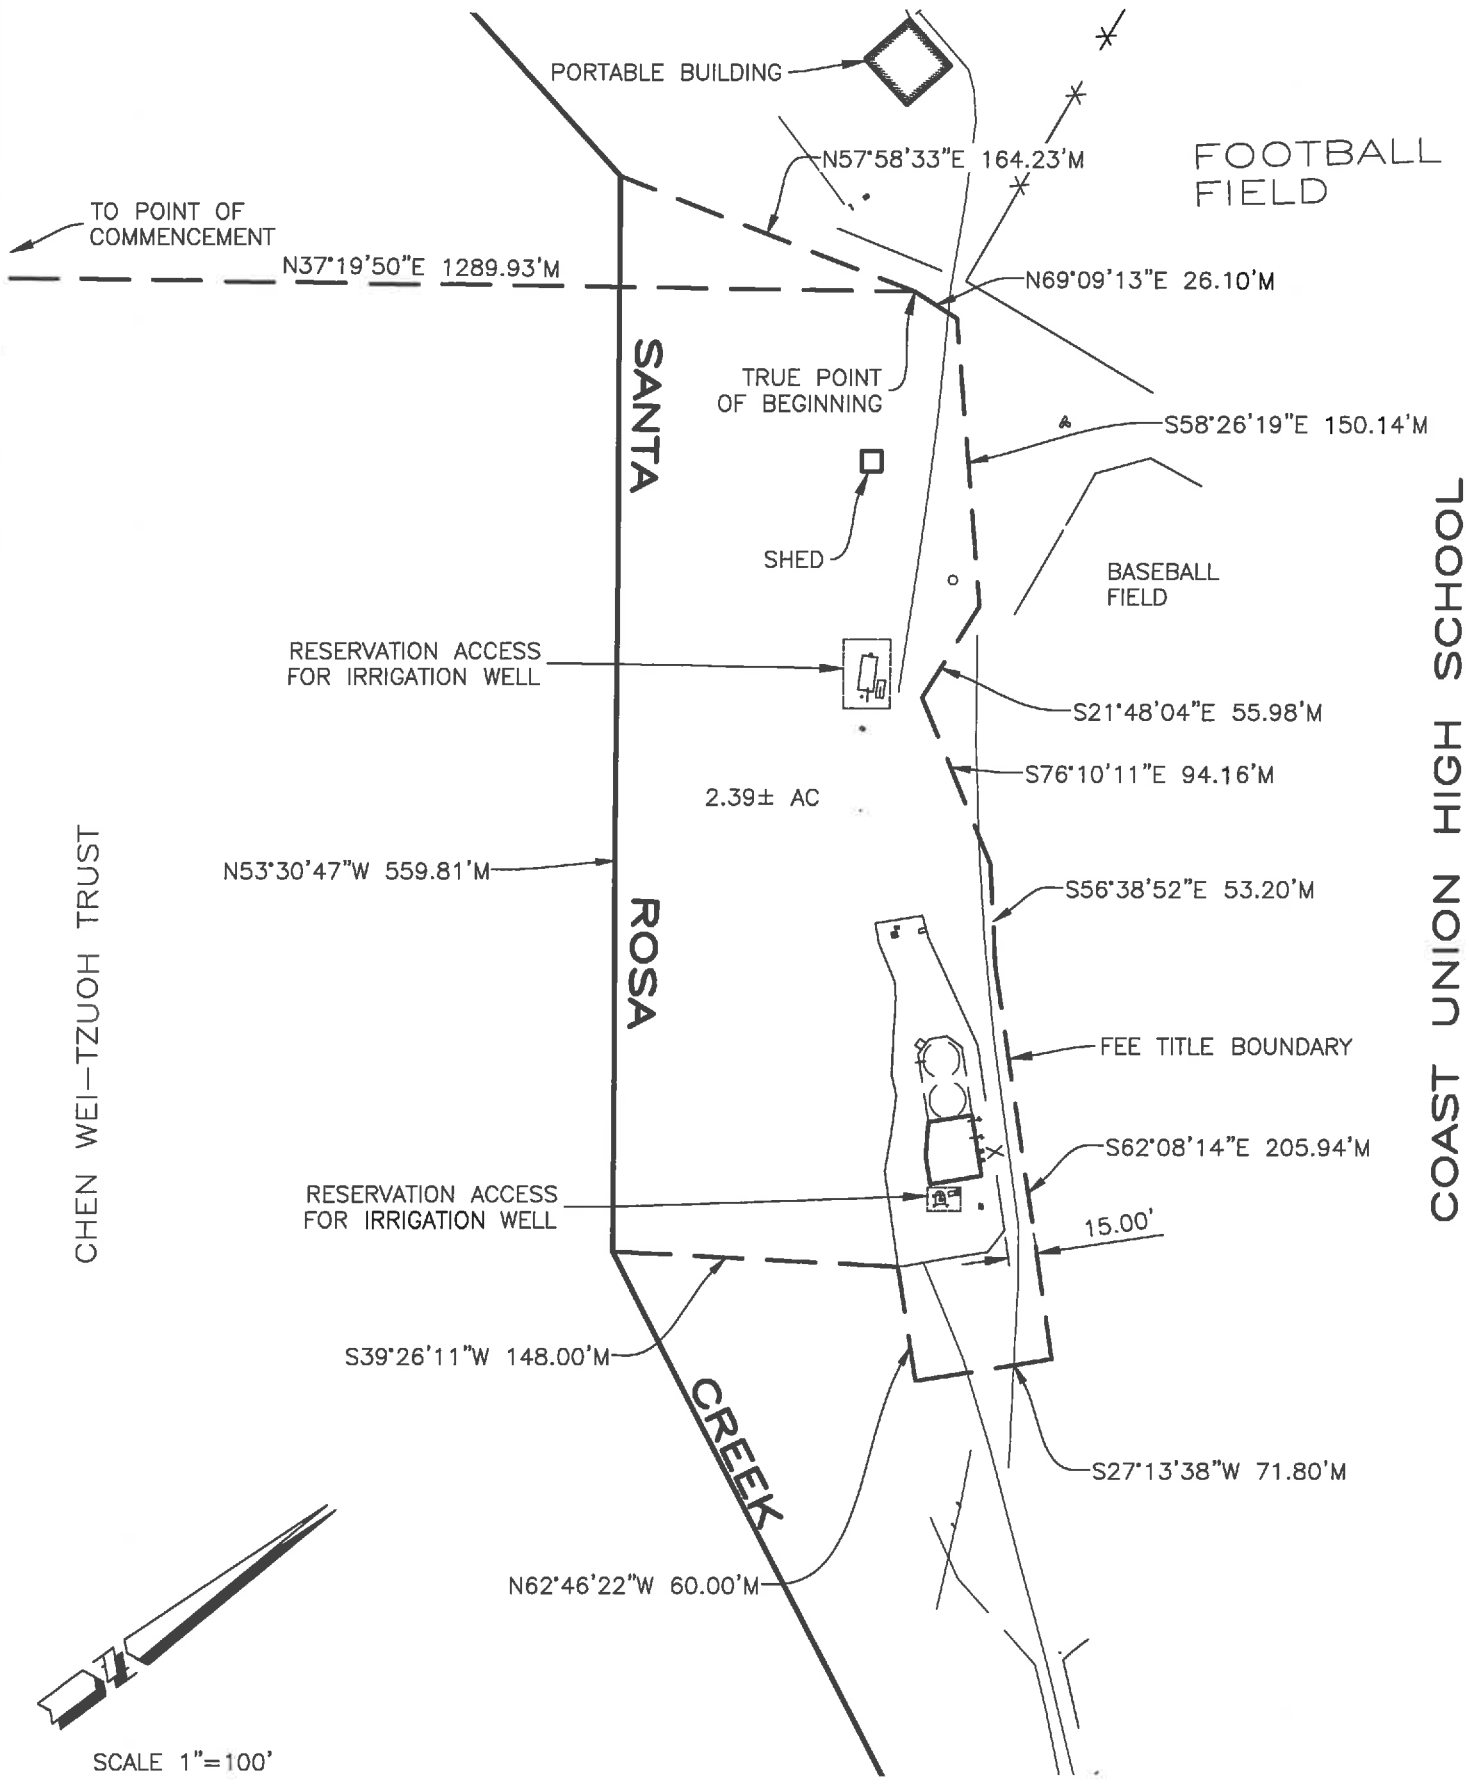 PORTABLE BUILDING
N57°58'33"E 164.23'M
FOOTBALL
FIELD
TO POINT OF
COMMENCEMENT
N37°19'50"E 1289.93'M
N69°09'13"E 26.10'M
SANTA
TRUE POINT
OF BEGINNING
S58°26'19"E 150.14'M
SHED
BASEBALL
FIELD
RESERVATION ACCESS
FOR IRRIGATION WELL
S21°48'04"E 55.98'M
S76°10'11"E 94.16'M
2.39± AC
COAST UNION HIGH SCHOOL
CHEN WEI-TZUOH TRUST
N53°30'47"W 559.81'M
ROSA
S56°38'52"E 53.20'M
FEE TITLE BOUNDARY
S62°08'14"E 205.94'M
RESERVATION ACCESS
FOR IRRIGATION WELL
15.00'
S39°26'11"W 148.00'M
CREEK
S27°13'38"W 71.80'M
N62°46'22"W 60.00'M
SCALE 1"=100'